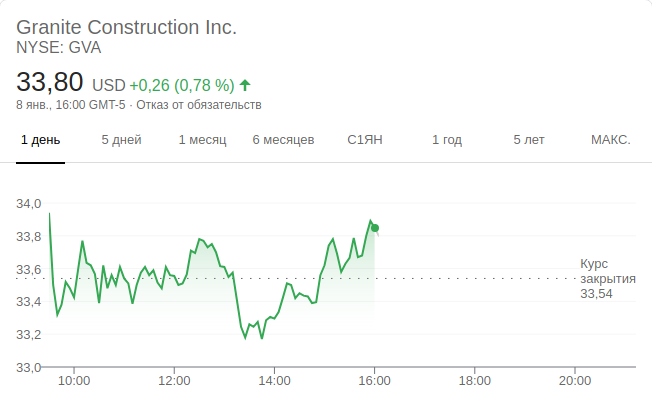 Granite Construction Inc.
NYSE: GVA
33,80 USD +0,26 (0,78 %)
8 янв., 16:00 GMT-5 · Отказ от обязательств
1 день 5 дней 1 месяц 6 месяцев С1ЯН 1 год 5 лет МАКС.
34,0
33,8
33,6
33,4
33,2
33,0
Курс
закрытия
33,54
10:00 12:00 14:00 16:00 18:00 20:00